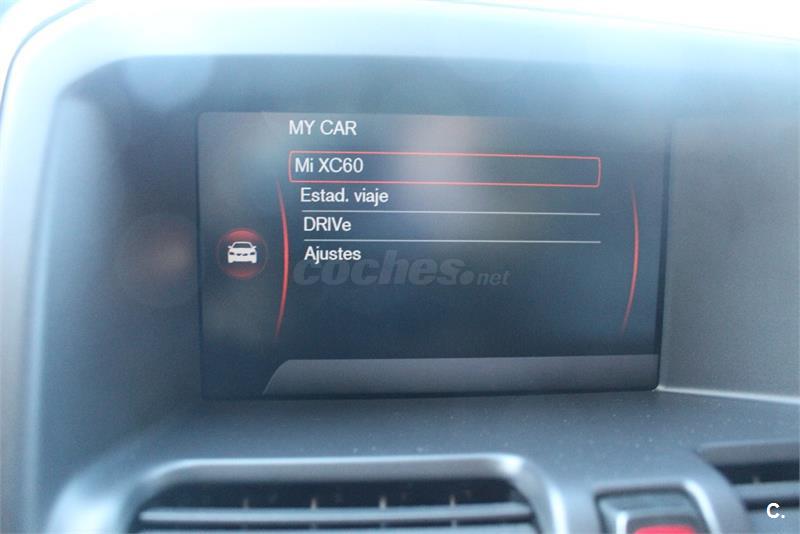 MY CAR
Mi XC60
Estad. viaje
DRIVe
Ajustes
coches.net
C.